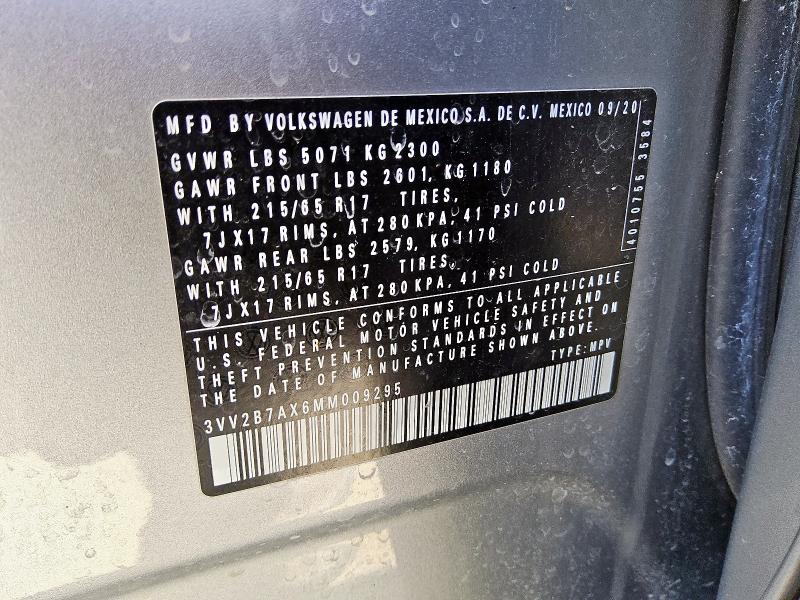 MFD BY VOLKSWAGEN DE MEXICO S.A. DE C.V. MEXICO 09/20
GVWR LBS 5071 KG 2300
GAWR FRONT LBS 2601, KG 1180
WITH 215/65 R17 TIRES,
7JX17 RIMS, AT 280 KPA, 41 PSI COLD
GAWR REAR LBS 2579, KG 1170
WITH 215/65 R17 TIRES,
7JX17 RIMS, AT 280 KPA, 41 PSI COLD
4010755 3584
THIS VEHICLE CONFORMS TO ALL APPLICABLE
U.S. FEDERAL MOTOR VEHICLE SAFETY AND
THEFT PREVENTION STANDARDS IN EFFECT ON
THE DATE OF MANUFACTURE SHOWN ABOVE.
TYPE: MPV
3VV2B7AX6MM009295